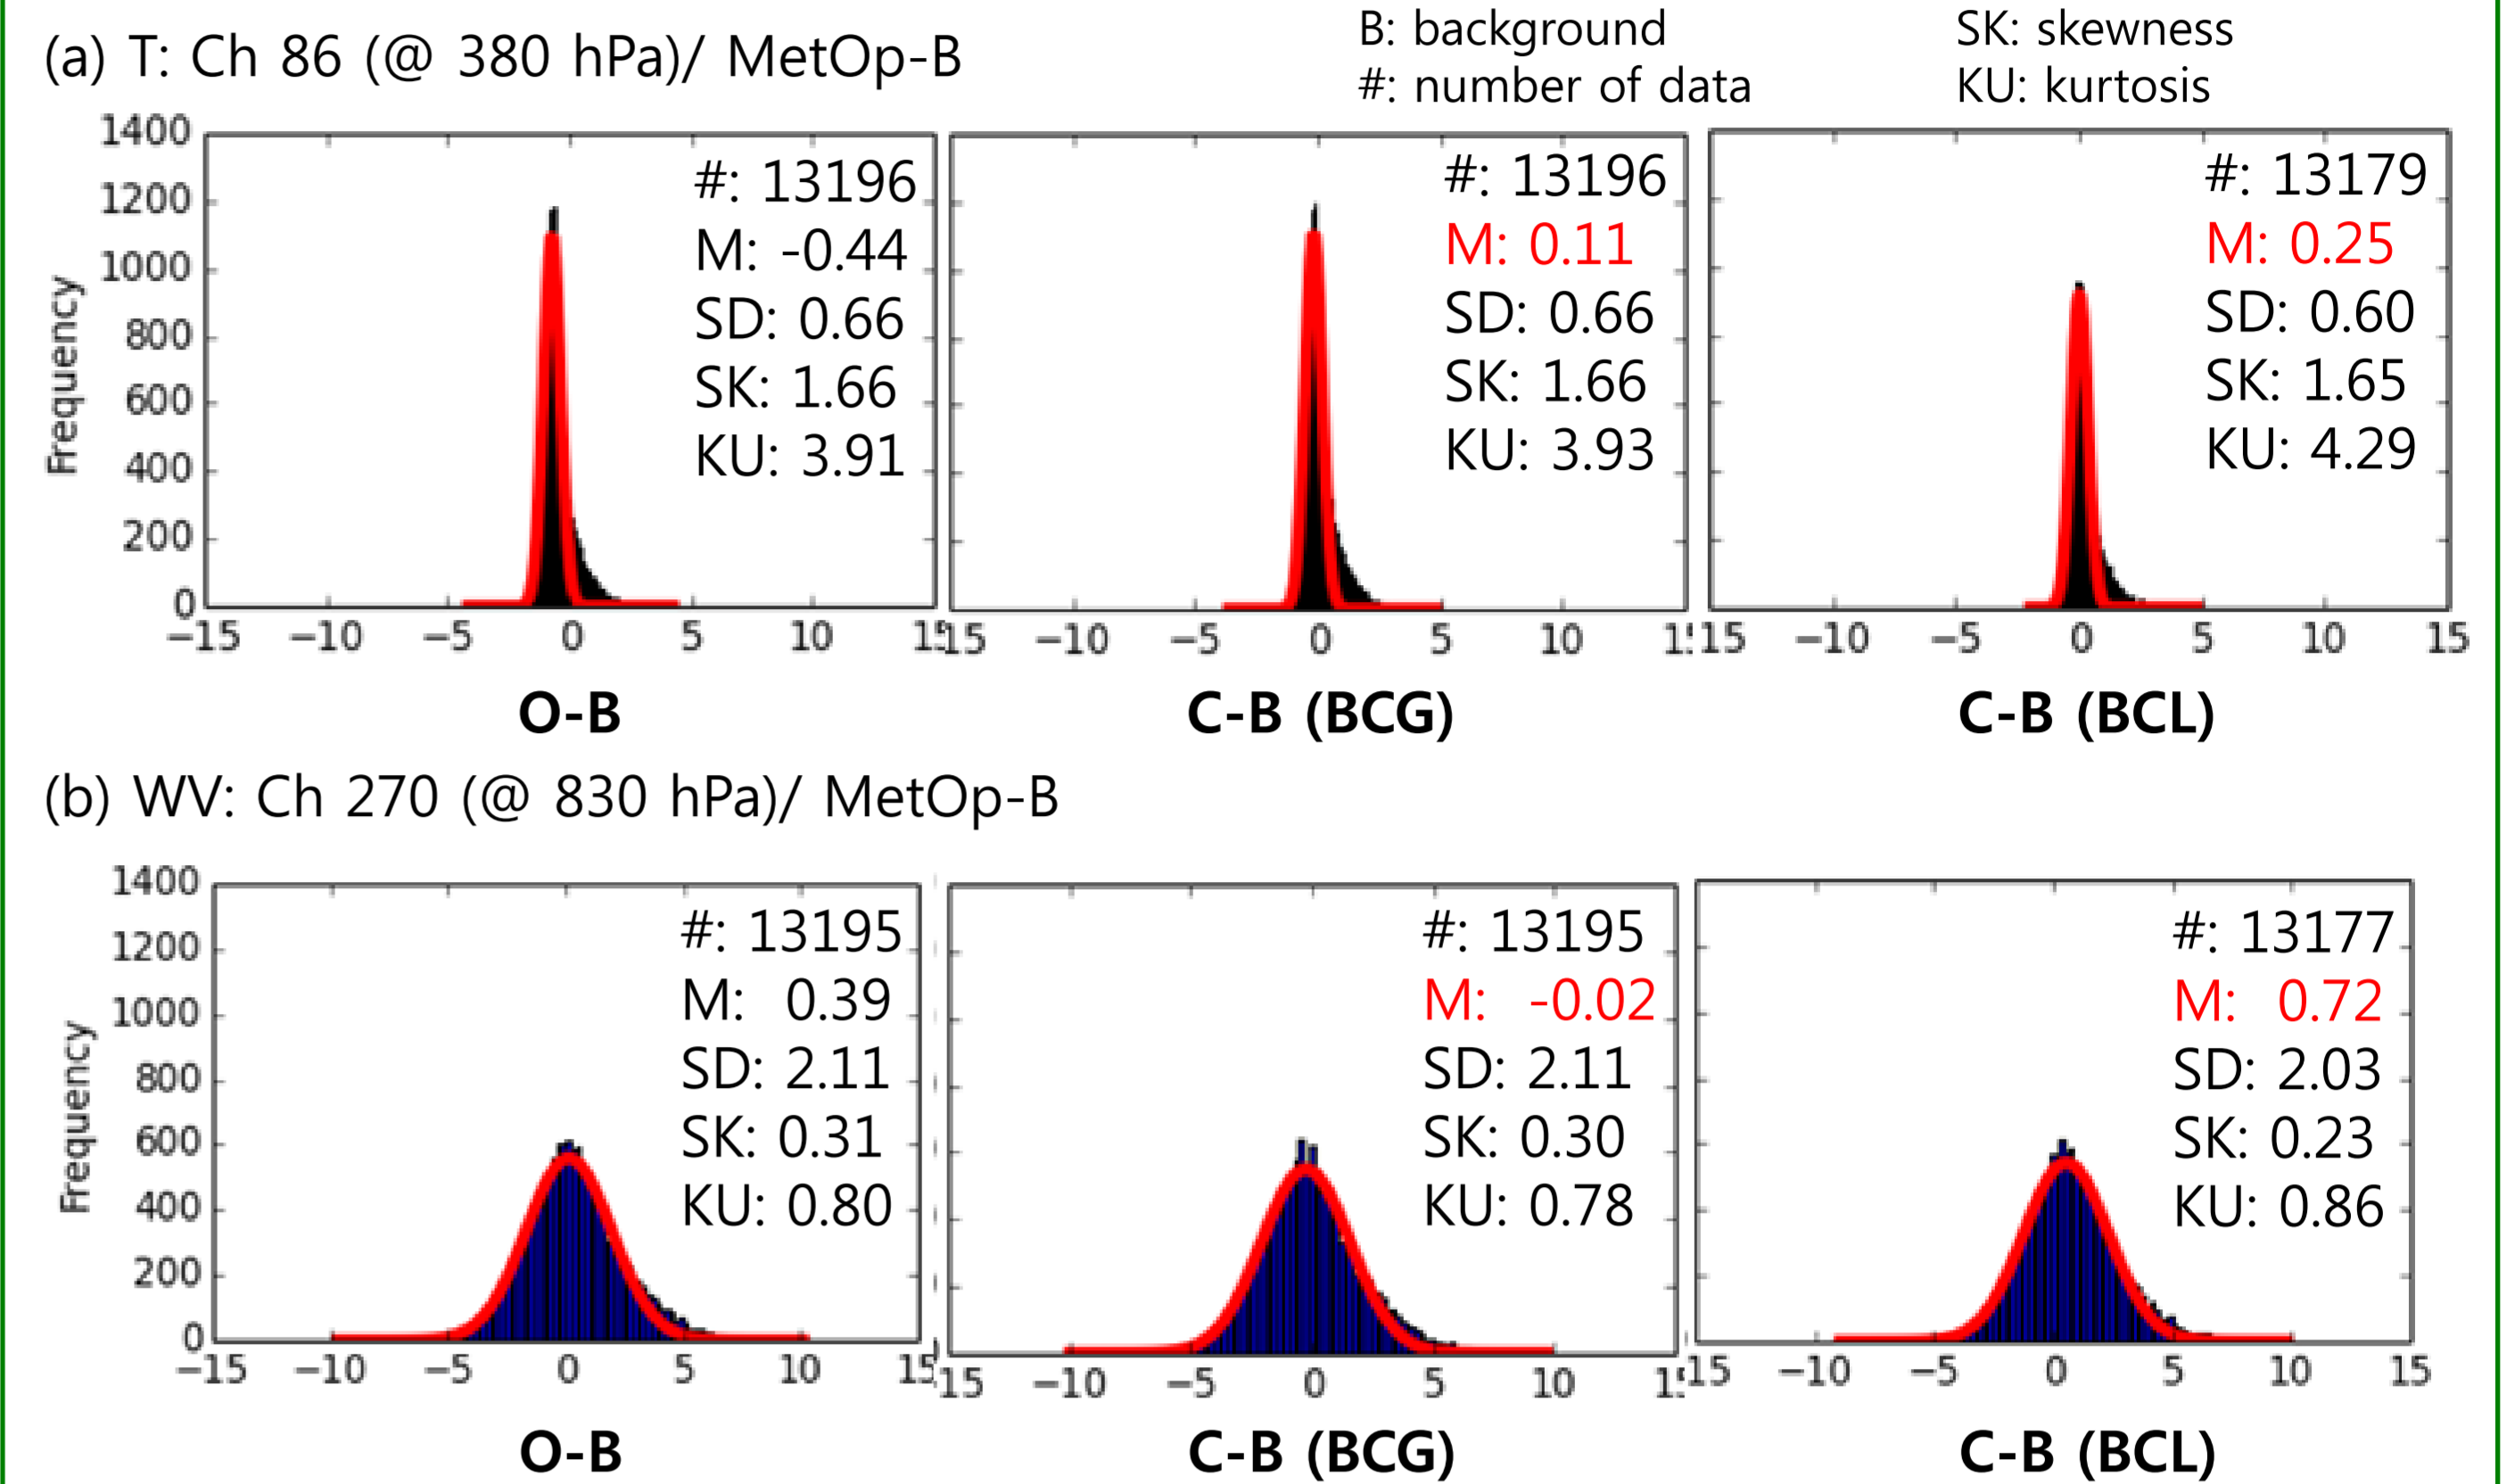 (a) T: Ch 86 (@ 380 hPa)/ MetOp-B
B: background
#: number of data
SK: skewness
KU: kurtosis
Frequency
1400
1200
1000
800
600
400
200
0
#: 13196
M: -0.44
SD: 0.66
SK: 1.66
KU: 3.91
−15 −10 −5 0 5 10 15
O-B
#: 13196
M: 0.11
SD: 0.66
SK: 1.66
KU: 3.93
15 −10 −5 0 5 10
C-B (BCG)
#: 13179
M: 0.25
SD: 0.60
SK: 1.65
KU: 4.29
15 −10 −5 0 5 10 15
C-B (BCL)
(b) WV: Ch 270 (@ 830 hPa)/ MetOp-B
Frequency
1400
1200
1000
800
600
400
200
0
#: 13195
M: 0.39
SD: 2.11
SK: 0.31
KU: 0.80
−15 −10 −5 0 5 10 15
O-B
#: 13195
M: -0.02
SD: 2.11
SK: 0.30
KU: 0.78
15 −10 −5 0 5 10
C-B (BCG)
#: 13177
M: 0.72
SD: 2.03
SK: 0.23
KU: 0.86
15 −10 −5 0 5 10 15
C-B (BCL)